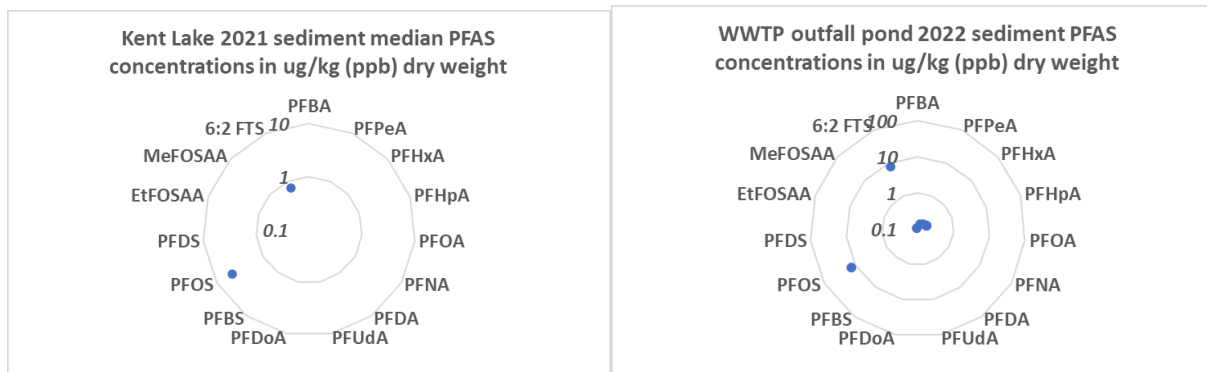 Kent Lake 2021 sediment median PFAS
concentrations in ug/kg (ppb) dry weight
PFBA
6:2 FTS
10
PFPeA
MeFOSAA
PFHxA
1
EtFOSAA
PFHpA
0.1
PFDS
PFOA
PFOS
PFNA
PFBS
PFDA
PFDoA
PFUdA
WWTP outfall pond 2022 sediment PFAS
concentrations in ug/kg (ppb) dry weight
PFBA
6:2 FTS
100
PFPeA
MeFOSAA
10
PFHxA
EtFOSAA
1
PFHpA
0.1
PFDS
PFOA
PFOS
PFNA
PFBS
PFDA
PFDoA
PFUdA